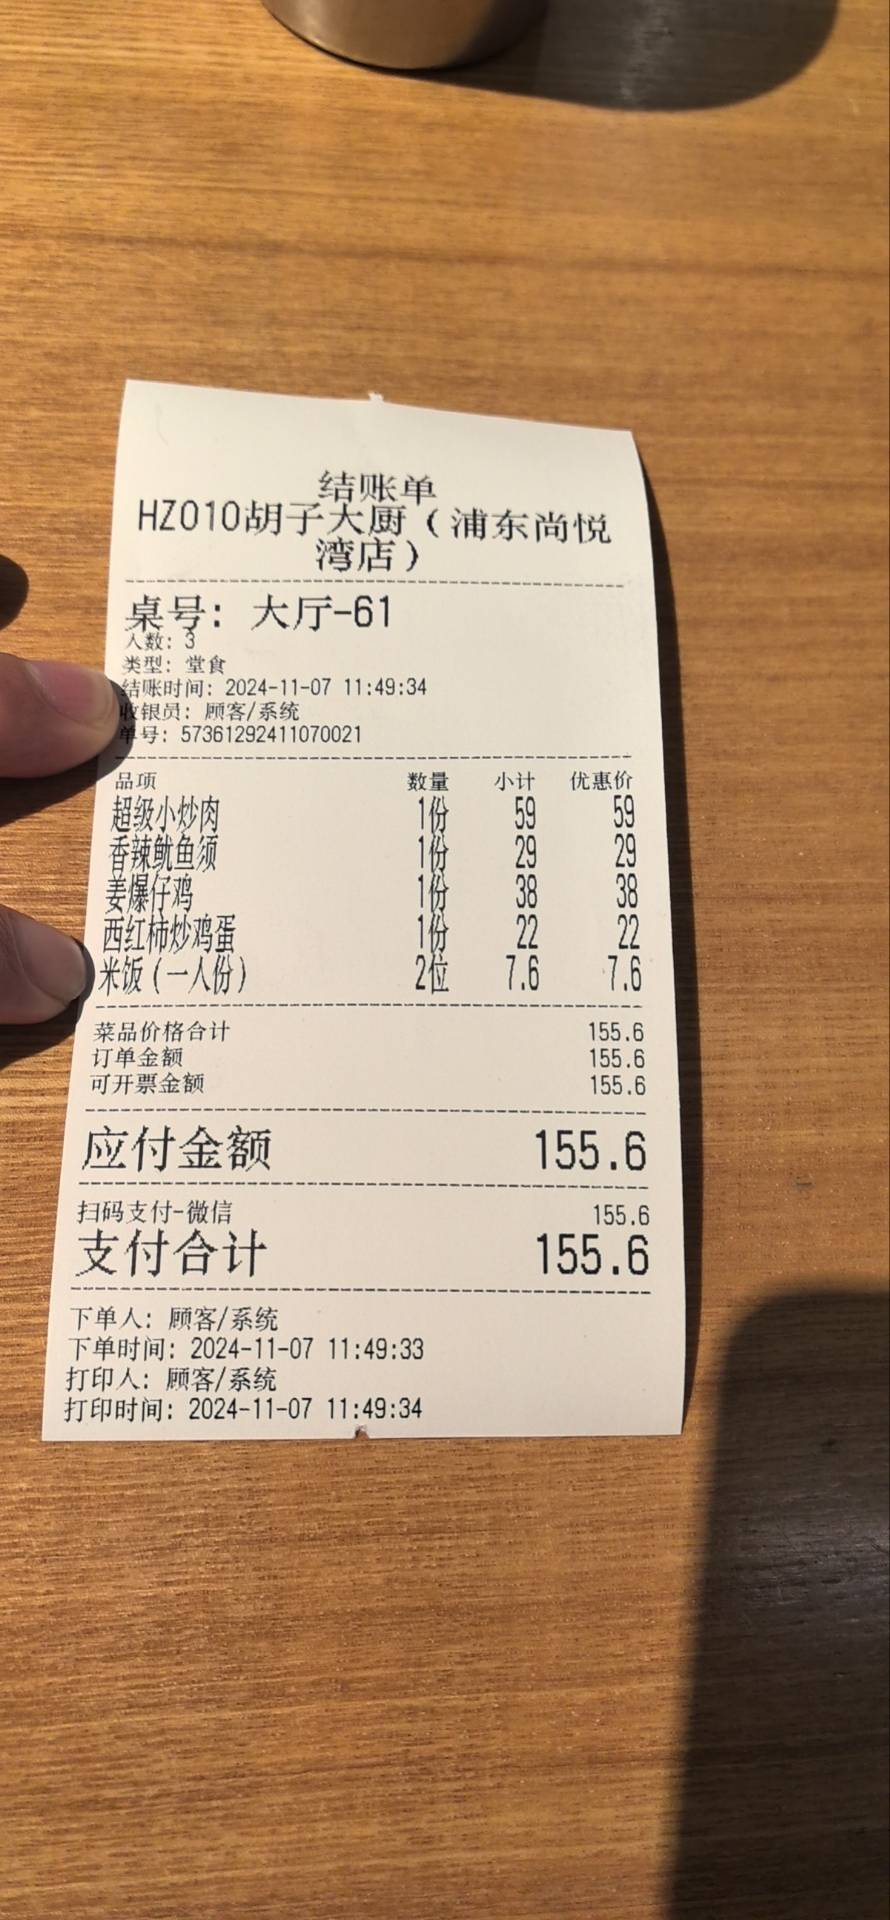 结账单
HZ010胡子大厨（浦东尚悦
湾店）
桌号：大厅-61
人数：3
类型：堂食
结账时间：2024-11-07 11:49:34
收银员：顾客/系统
单号：57361292411070021
品项 数量 小计 优惠价
超级小炒肉 1份 59 59
香辣鱿鱼须 1份 29 29
姜爆仔鸡 1份 38 38
西红柿炒鸡蛋 1份 22 22
米饭（一人份） 2位 7.6 7.6
菜品价格合计 155.6
订单金额 155.6
可开票金额 155.6
应付金额 155.6
扫码支付-微信 155.6
支付合计 155.6
下单人：顾客/系统
下单时间：2024-11-07 11:49:33
打印人：顾客/系统
打印时间：2024-11-07 11:49:34